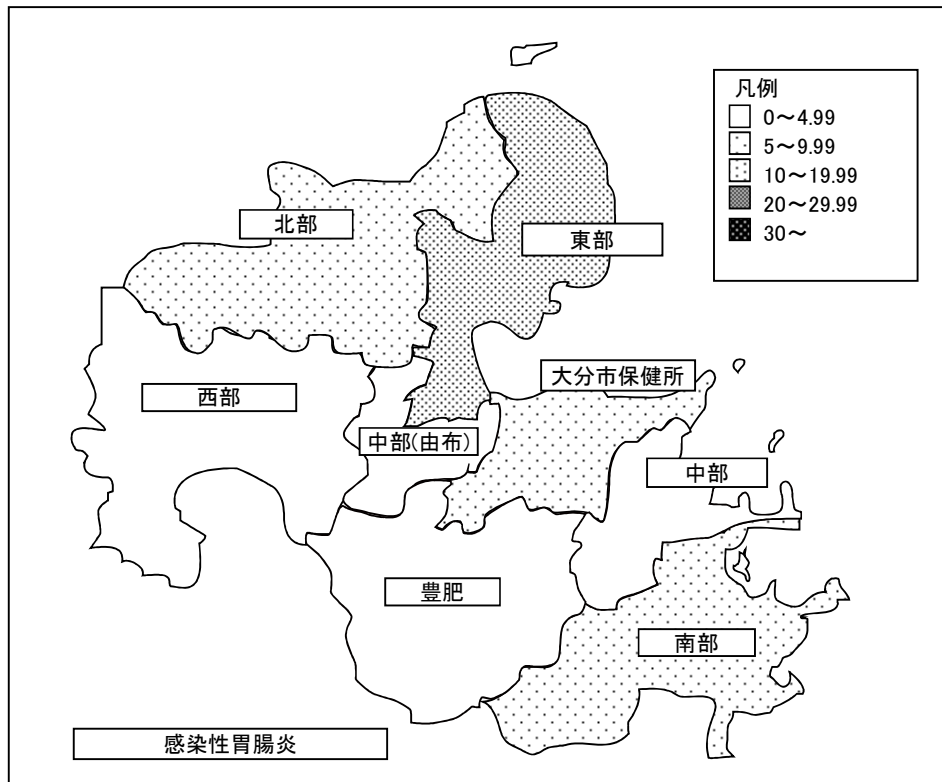 凡例
0～4.99
5～9.99
10～19.99
20～29.99
30～
北部
東部
西部
大分市保健所
中部(由布)
中部
豊肥
南部
感染性胃腸炎